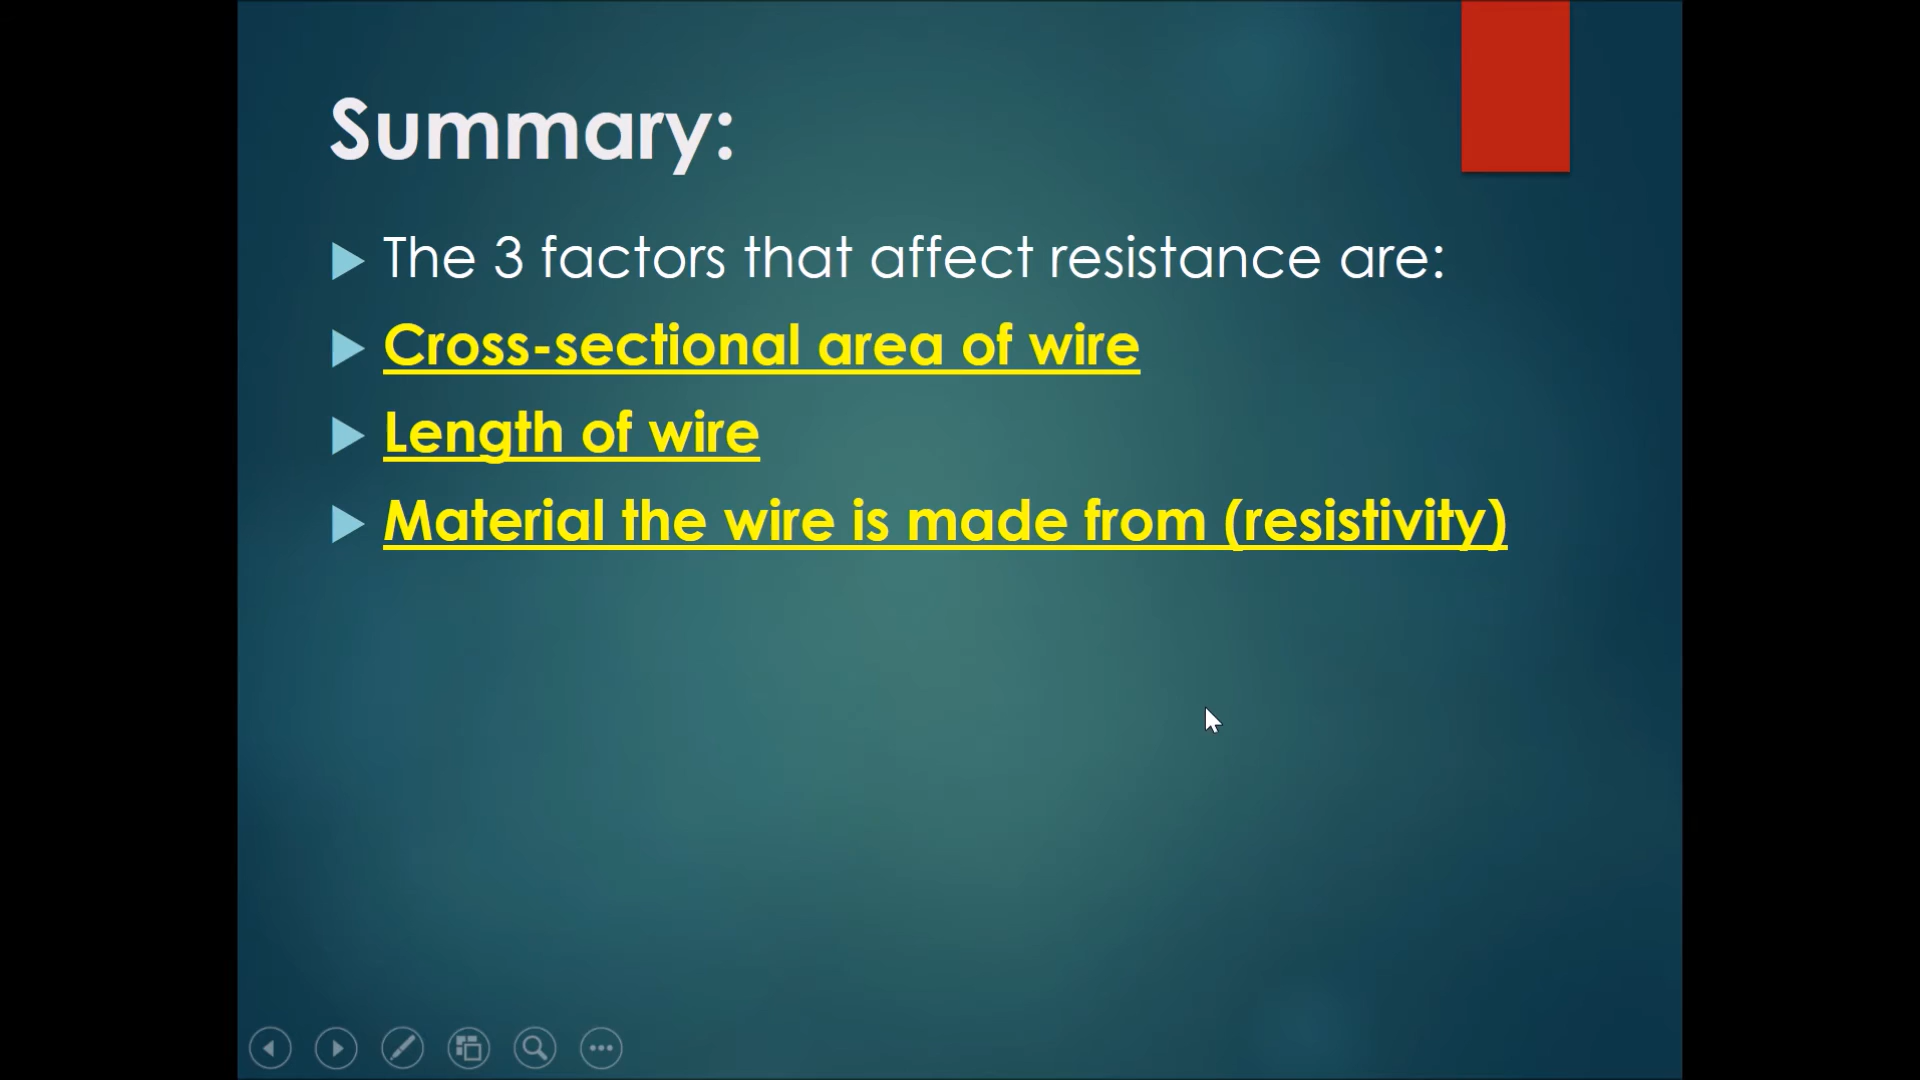 Summary:
The 3 factors that affect resistance are:
Cross-sectional area of wire
Length of wire
Material the wire is made from (resistivity)